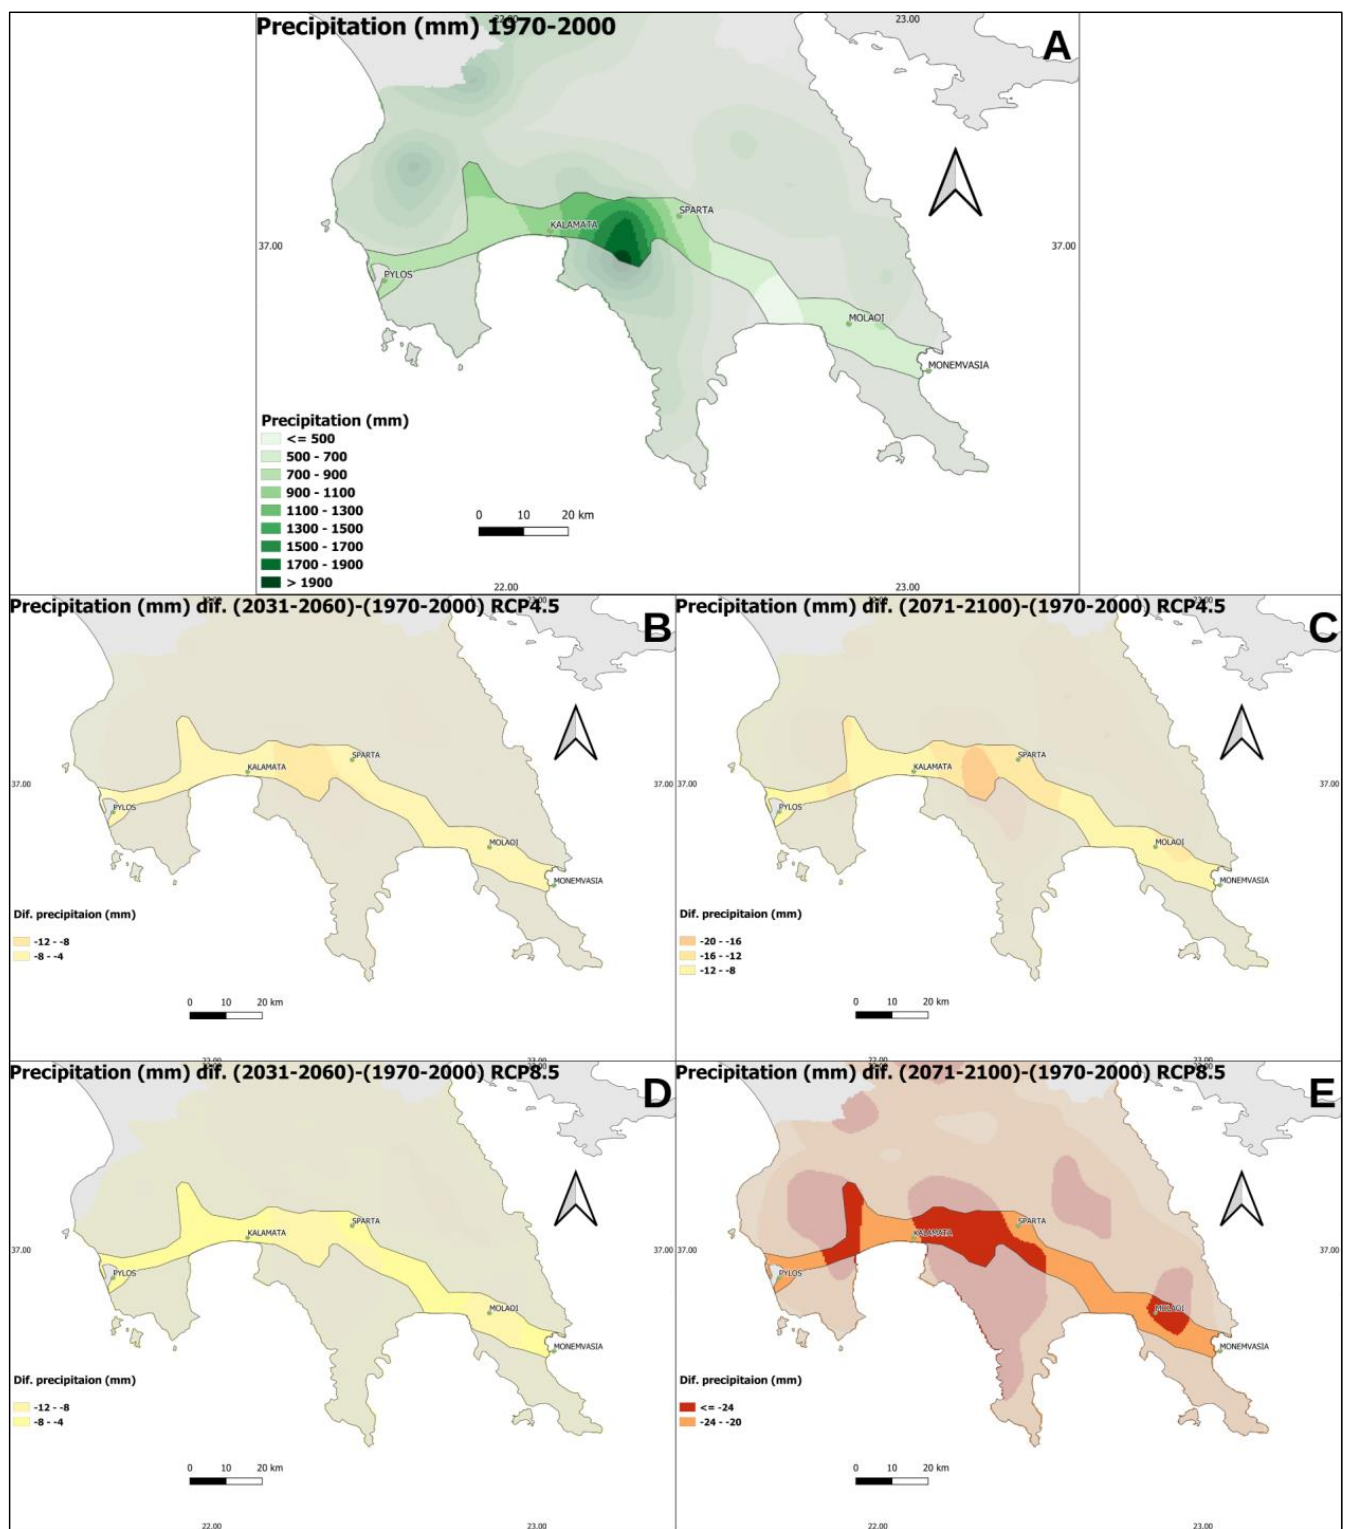 Precipitation (mm) 1970-2000
A
22.00
23.00
37.00
37.00
KALAMATA
SPARTA
PYLOS
MOLAOI
MONEMVASIA
Precipitation (mm)
<= 500
500 - 700
700 - 900
900 - 1100
1100 - 1300
1300 - 1500
1500 - 1700
1700 - 1900
> 1900
0 10 20 km
22.00
23.00
Precipitation (mm) dif. (2031-2060)-(1970-2000) RCP4.5
B
37.00
37.00
KALAMATA
SPARTA
PYLOS
MOLAOI
MONEMVASIA
Dif. precipitaion (mm)
-12 - -8
-8 - -4
0 10 20 km
Precipitation (mm) dif. (2071-2100)-(1970-2000) RCP4.5
C
37.00
KALAMATA
SPARTA
PYLOS
MOLAOI
MONEMVASIA
Dif. precipitaion (mm)
-20 - -16
-16 - -12
-12 - -8
0 10 20 km
Precipitation (mm) dif. (2031-2060)-(1970-2000) RCP8.5
D
23.00
37.00
37.00
KALAMATA
SPARTA
PYLOS
MOLAOI
MONEMVASIA
Dif. precipitaion (mm)
-12 - -8
-8 - -4
0 10 20 km
22.00
23.00
Precipitation (mm) dif. (2071-2100)-(1970-2000) RCP8.5
E
22.00
23.00
37.00
37.00
KALAMATA
SPARTA
PYLOS
MOLAOI
MONEMVASIA
Dif. precipitaion (mm)
<= -24
-24 - -20
0 10 20 km
22.00
23.00